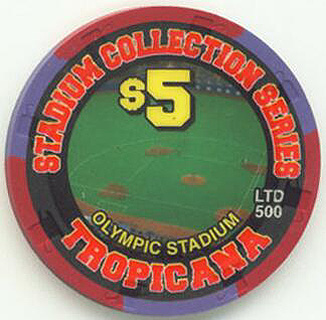 STADIUM COLLECTION SERIES
$5
LTD
500
OLYMPIC STADIUM
TROPICANA